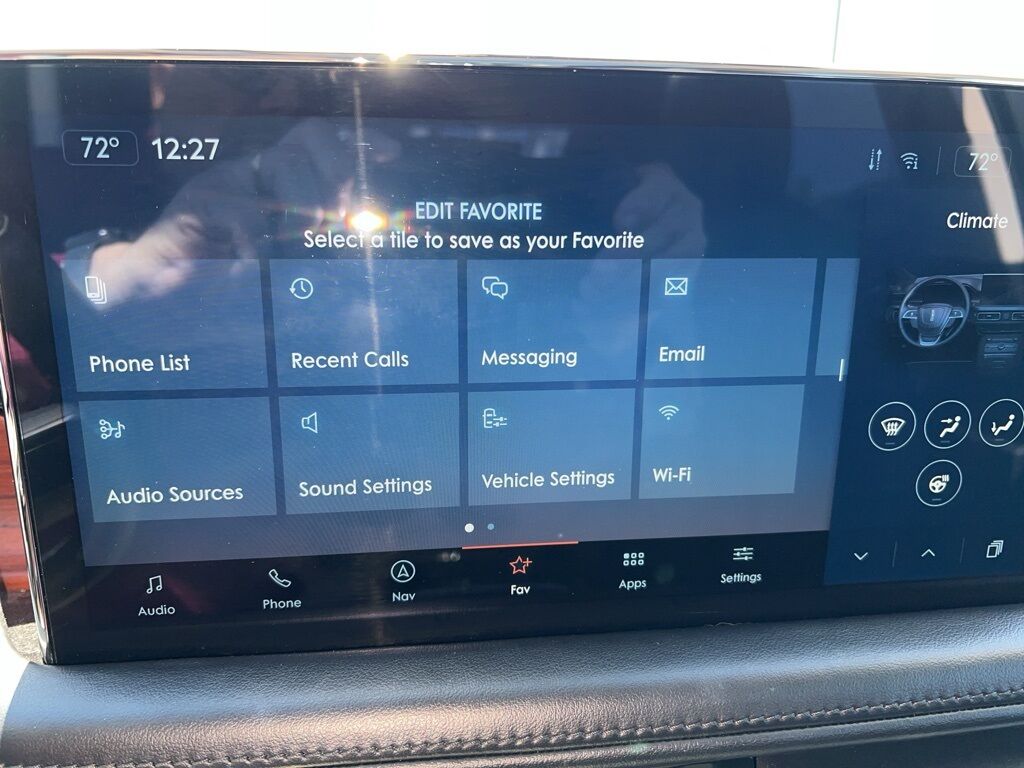 72° 12:27
72°
EDIT FAVORITE
Climate
Select a tile to save as your Favorite
Phone List
Recent Calls
Messaging
Email
Audio Sources
Sound Settings
Vehicle Settings
Wi-Fi
Audio
Phone
Nav
Fav
Apps
Settings